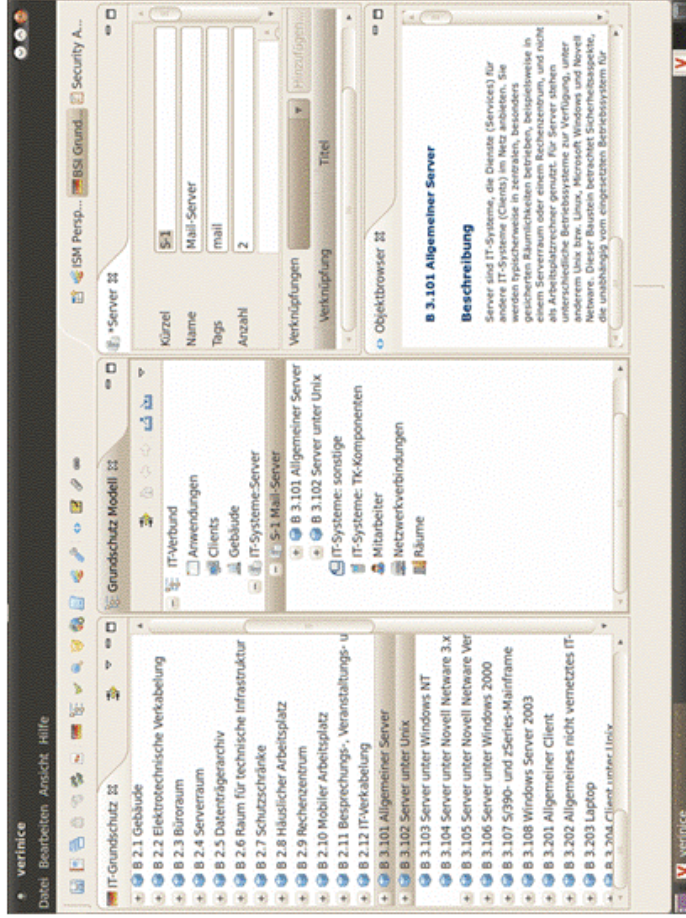 verinice
Datei Bearbeiten Ansicht Hilfe
ISM Persp... BSI Grund... Security A...
IT-Grundschutz
B 2.1 Gebäude
B 2.2 Elektrotechnische Verkabelung
B 2.3 Büroraum
B 2.4 Serverraum
B 2.5 Datenträgerarchiv
B 2.6 Raum für technische Infrastruktur
B 2.7 Schutzschränke
B 2.8 Häuslicher Arbeitsplatz
B 2.9 Rechenzentrum
B 2.10 Mobiler Arbeitsplatz
B 2.11 Besprechungs-, Veranstaltungs- u
B 2.12 IT-Verkabelung
B 3.101 Allgemeiner Server
B 3.102 Server unter Unix
B 3.103 Server unter Windows NT
B 3.104 Server unter Novell Netware 3.x
B 3.105 Server unter Novell Netware Ver
B 3.106 Server unter Windows 2000
B 3.107 S/390- und zSeries-Mainframe
B 3.108 Windows Server 2003
B 3.201 Allgemeiner Client
B 3.202 Allgemeines nicht vernetztes IT-
B 3.203 Laptop
B 3.204 Client unter Unix
Grundschutz Modell
IT-Verbund
Anwendungen
Clients
Gebäude
IT-Systeme:Server
S-1 Mail-Server
B 3.101 Allgemeiner Server
B 3.102 Server unter Unix
IT-Systeme: sonstige
IT-Systeme: TK-Komponenten
Mitarbeiter
Netzwerkverbindungen
Räume
*Server
Kürzel S-1
Name Mail-Server
Tags mail
Anzahl 2
Verknüpfungen Hinzufügen...
Verknüpfung Titel
Objektbrowser
B 3.101 Allgemeiner Server
Beschreibung
Server sind IT-Systeme, die Dienste (Services) für
andere IT-Systeme (Clients) im Netz anbieten. Sie
werden typischerweise in zentralen, besonders
gesicherten Räumlichkeiten betrieben, beispielsweise in
einem Serverraum oder einem Rechenzentrum, und nicht
als Arbeitsplatzrechner genutzt. Für Server stehen
unterschiedliche Betriebssysteme zur Verfügung, unter
anderem Unix bzw. Linux, Microsoft Windows und Novell
Netware. Dieser Baustein betrachtet Sicherheitsaspekte,
die unabhängig vom eingesetzten Betriebssystem für
verinice